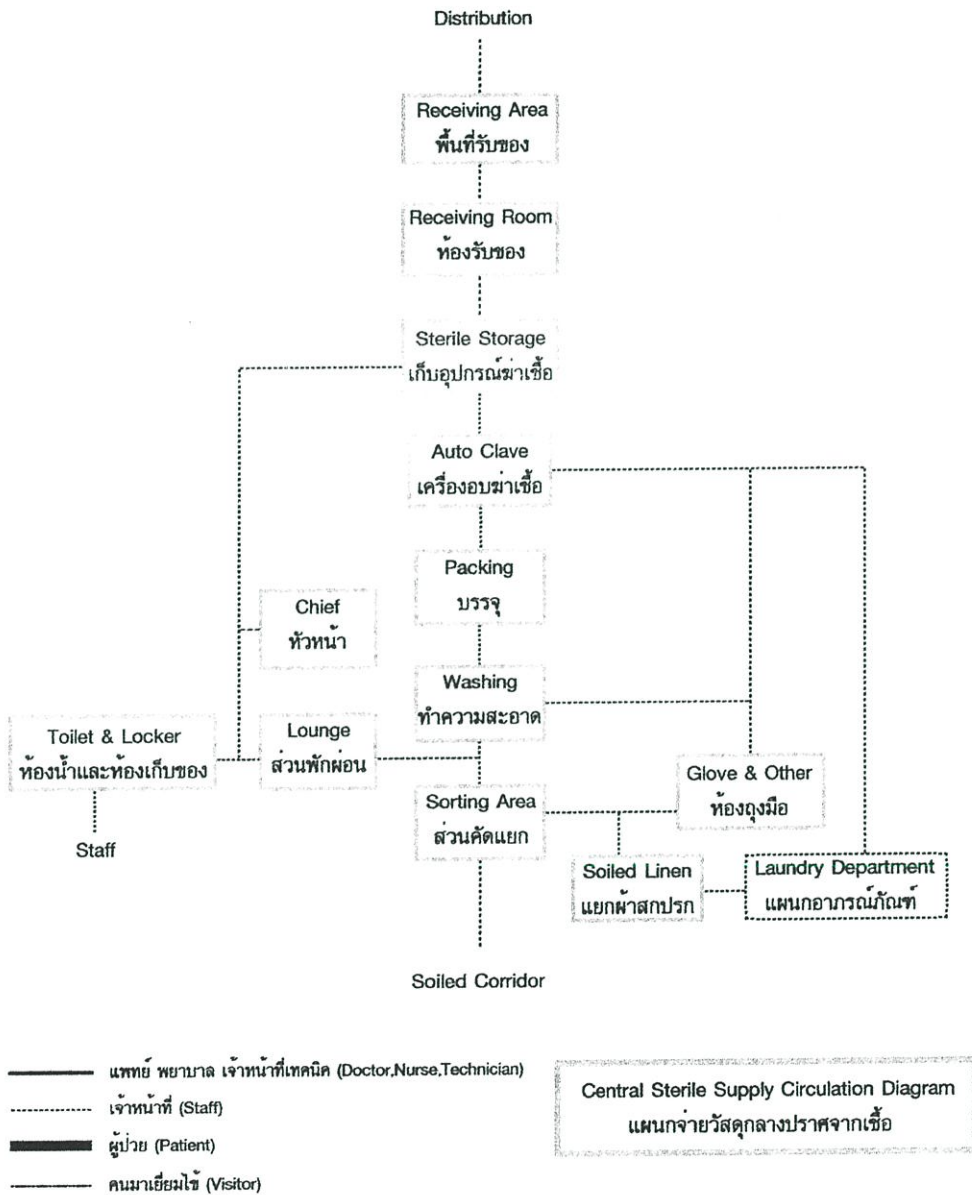 Distribution
Receiving Area
พื้นที่รับของ
Receiving Room
ห้องรับของ
Sterile Storage
เก็บอุปกรณ์ฆ่าเชื้อ
Auto Clave
เครื่องอบฆ่าเชื้อ
Packing
บรรจุ
Chief
หัวหน้า
Washing
ทำความสะอาด
Toilet & Locker
ห้องน้ำและห้องเก็บของ
Lounge
ส่วนพักผ่อน
Glove & Other
ห้องถุงมือ
Sorting Area
ส่วนคัดแยก
Staff
Soiled Linen
แยกผ้าสกปรก
Laundry Department
แผนกอาภรณ์ภัณฑ์
Soiled Corridor
แพทย์ พยาบาล เจ้าหน้าที่เทคนิค (Doctor,Nurse,Technician)
เจ้าหน้าที่ (Staff)
ผู้ป่วย (Patient)
คนมาเยี่ยมไข้ (Visitor)
Central Sterile Supply Circulation Diagram
แผนกจ่ายวัสดุกลางปราศจากเชื้อ